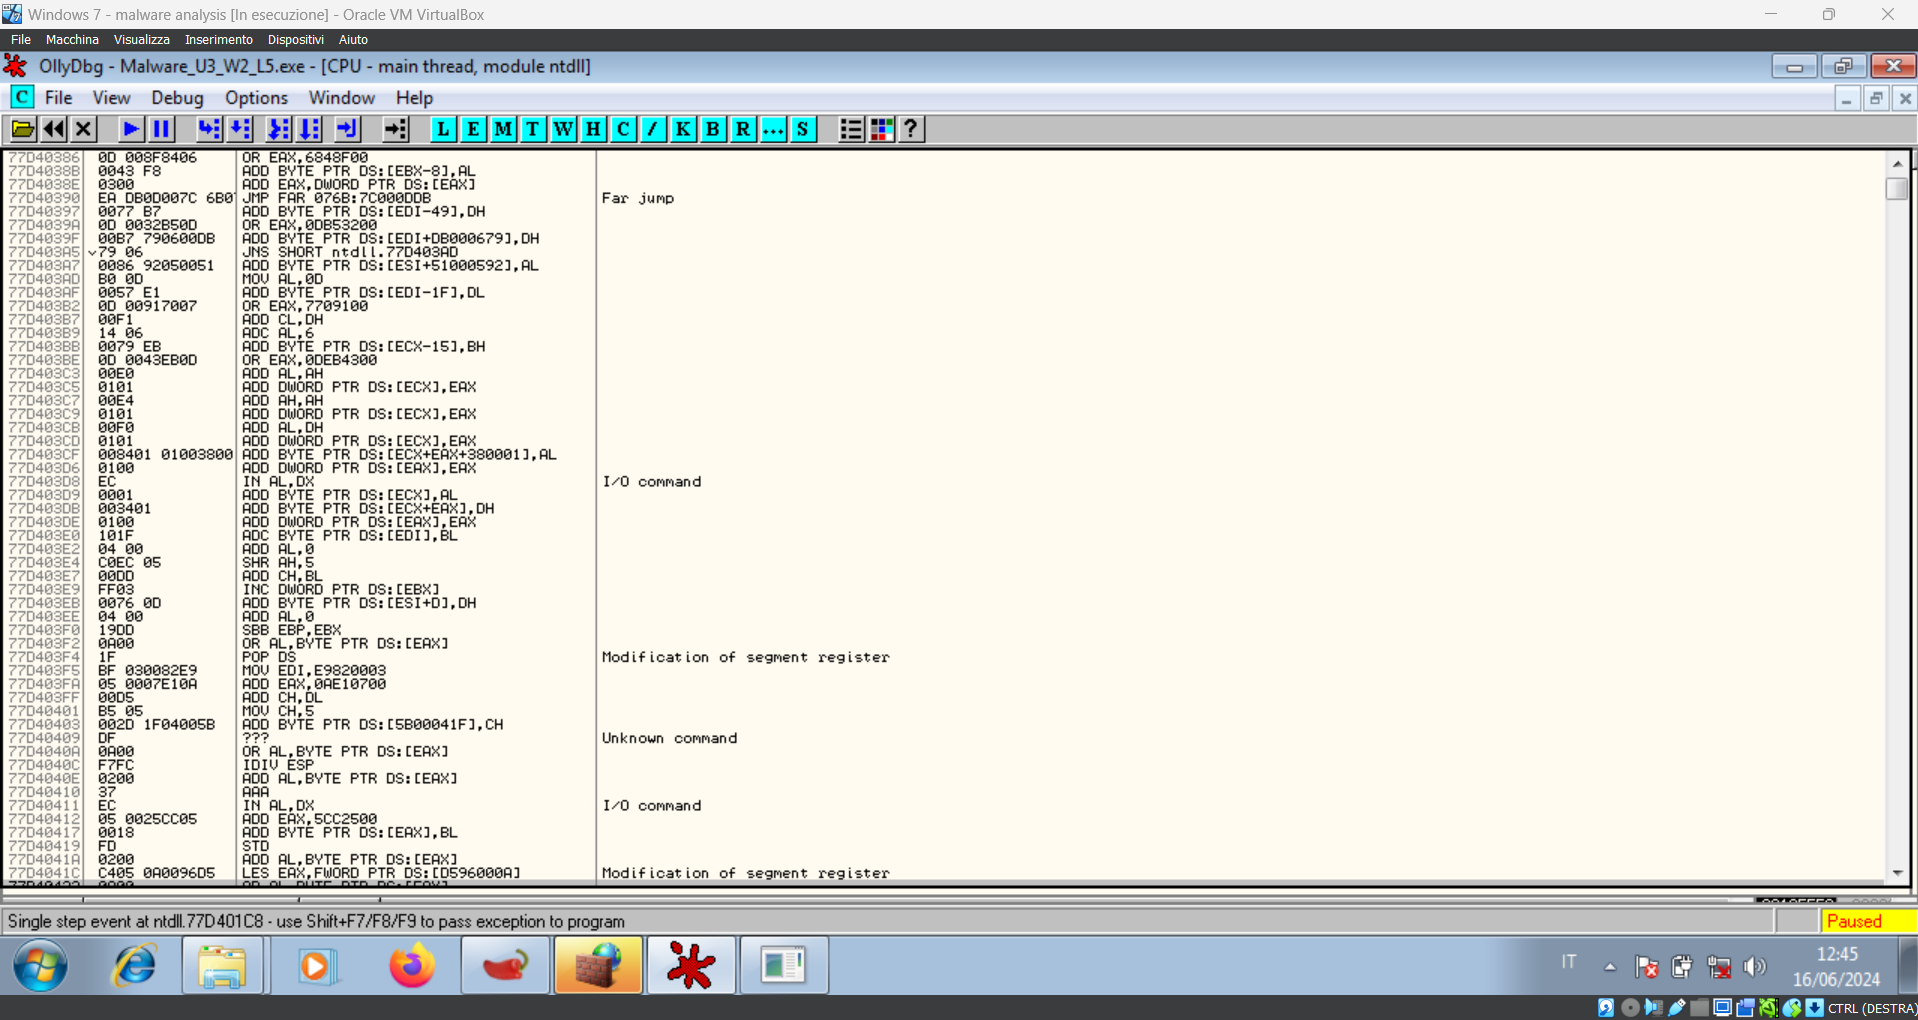 Windows 7 - malware analysis [In esecuzione] - Oracle VM VirtualBox
File Macchina Visualizza Inserimento Dispositivi Aiuto
OllyDbg - Malware_U3_W2_L5.exe - [CPU - main thread, module ntdll]
C File View Debug Options Window Help
L E M T W H C / K B R ... S ?
77D40386 0D 008F8406 OR EAX,6848F00
77D4038B 0043 F8 ADD BYTE PTR DS:[EBX-8],AL
77D4038E 0300 ADD EAX,DWORD PTR DS:[EAX]
77D40390 EA DB0D007C 6B0 JMP FAR 076B:7C000DDB Far jump
77D40397 0077 B7 ADD BYTE PTR DS:[EDI-49],DH
77D4039A 0D 0032B50D OR EAX,0DB53200
77D4039F 00B7 790600DB ADD BYTE PTR DS:[EDI+DB000679],DH
77D403A5 79 06 JNS SHORT ntdll.77D403AD
77D403A7 0086 92050051 ADD BYTE PTR DS:[ESI+51000592],AL
77D403AD B0 0D MOV AL,0D
77D403AF 0057 E1 ADD BYTE PTR DS:[EDI-1F],DL
77D403B2 0D 00917007 OR EAX,7709100
77D403B7 00F1 ADD CL,DH
77D403B9 14 06 ADC AL,6
77D403BB 0079 EB ADD BYTE PTR DS:[ECX-15],BH
77D403BE 0D 0043EB0D OR EAX,0DEB4300
77D403C3 00E0 ADD AL,AH
77D403C5 0101 ADD DWORD PTR DS:[ECX],EAX
77D403C7 00E4 ADD AH,AH
77D403C9 0101 ADD DWORD PTR DS:[ECX],EAX
77D403CB 00F0 ADD AL,DH
77D403CD 0101 ADD DWORD PTR DS:[ECX],EAX
77D403CF 008401 01003800 ADD BYTE PTR DS:[ECX+EAX+380001],AL
77D403D6 0100 ADD DWORD PTR DS:[EAX],EAX
77D403D8 EC IN AL,DX I/O command
77D403D9 0001 ADD BYTE PTR DS:[ECX],AL
77D403DB 003401 ADD BYTE PTR DS:[ECX+EAX],DH
77D403DE 0100 ADD DWORD PTR DS:[EAX],EAX
77D403E0 101F ADC BYTE PTR DS:[EDI],BL
77D403E2 04 00 ADD AL,0
77D403E4 C0EC 05 SHR AH,5
77D403E7 00DD ADD CH,BL
77D403E9 FF03 INC DWORD PTR DS:[EBX]
77D403EB 0076 0D ADD BYTE PTR DS:[ESI+D],DH
77D403EE 04 00 ADD AL,0
77D403F0 19DD SBB EBP,EBX
77D403F2 0A00 OR AL,BYTE PTR DS:[EAX]
77D403F4 1F POP DS Modification of segment register
77D403F5 BF 030082E9 MOV EDI,E9820003
77D403FA 05 0007E10A ADD EAX,0AE10700
77D403FF 00D5 ADD CH,DL
77D40401 B5 05 MOV CH,5
77D40403 002D 1F04005B ADD BYTE PTR DS:[5B00041F],CH
77D40409 DF ??? Unknown command
77D4040A 0A00 OR AL,BYTE PTR DS:[EAX]
77D4040C F7FC IDIV ESP
77D4040E 0200 ADD AL,BYTE PTR DS:[EAX]
77D40410 37 AAA
77D40411 EC IN AL,DX I/O command
77D40412 05 0025CC05 ADD EAX,5CC2500
77D40417 0018 ADD BYTE PTR DS:[EAX],BL
77D40419 FD STD
77D4041A 0200 ADD AL,BYTE PTR DS:[EAX]
77D4041C C405 0A0096D5 LES EAX,FWORD PTR DS:[D596000A] Modification of segment register
Single step event at ntdll.77D401C8 - use Shift+F7/F8/F9 to pass exception to program Paused
IT 12:45
16/06/2024
CTRL (DESTRA)